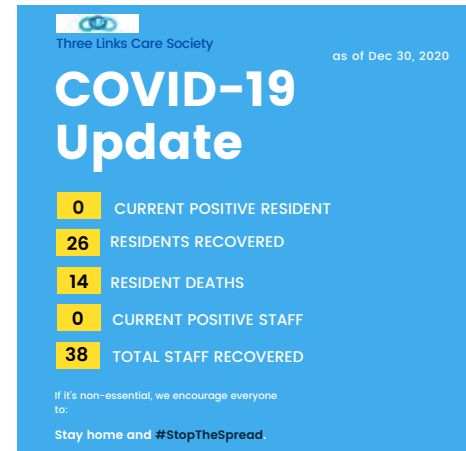 Three Links Care Society
as of Dec 30, 2020
COVID-19
Update
0 CURRENT POSITIVE RESIDENT
26 RESIDENTS RECOVERED
14 RESIDENT DEATHS
0 CURRENT POSITIVE STAFF
38 TOTAL STAFF RECOVERED
If it's non-essential, we encourage everyone
to:
Stay home and #StopTheSpread.